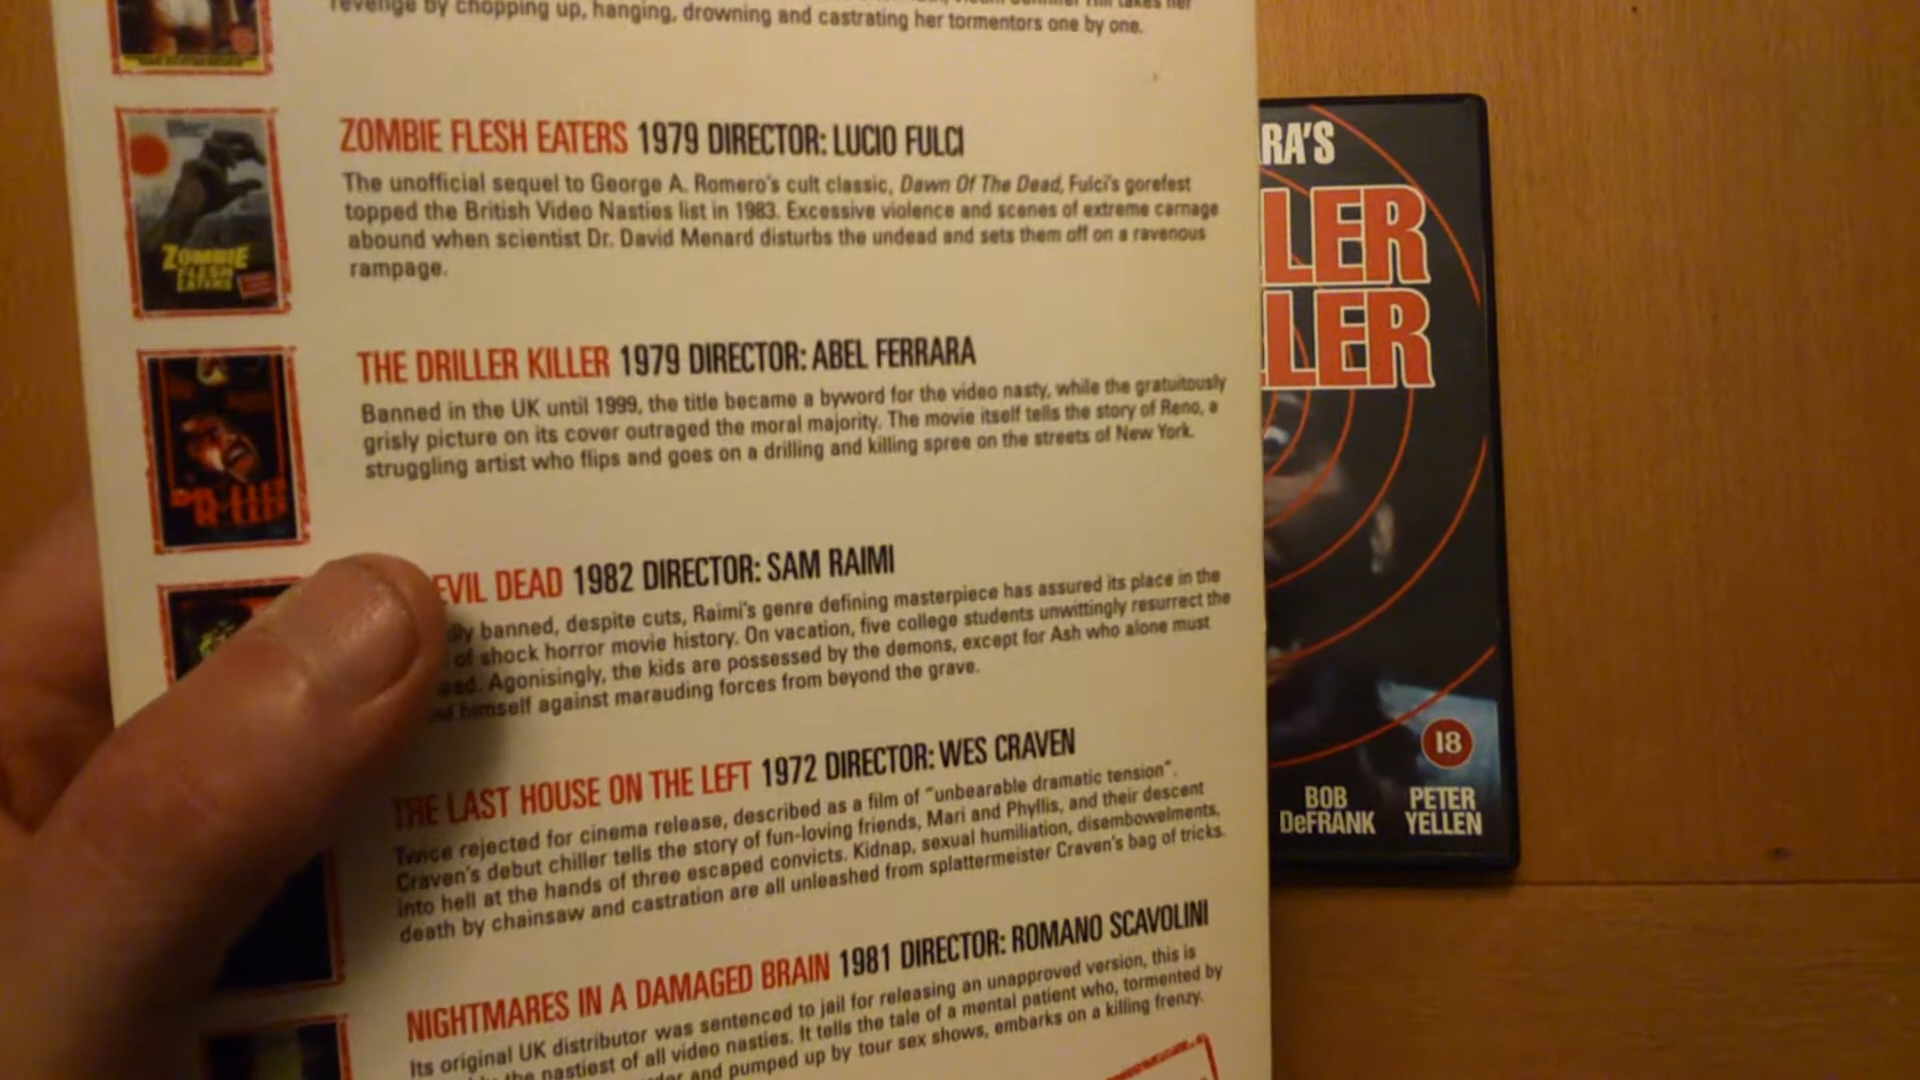 revenge by chopping up, hanging, drowning and castrating her tormentors one by one.
ZOMBIE FLESH EATERS 1979 DIRECTOR: LUCIO FULCI
The unofficial sequel to George A. Romero's cult classic, Dawn Of The Dead, Fulci's gorefest
topped the British Video Nasties list in 1983. Excessive violence and scenes of extreme carnage
abound when scientist Dr. David Menard disturbs the undead and sets them off on a ravenous
rampage.
ZOMBIE
FLESH
EATERS
THE DRILLER KILLER 1979 DIRECTOR: ABEL FERRARA
Banned in the UK until 1999, the title became a byword for the video nasty, while the gratuitously
grisly picture on its cover outraged the moral majority. The movie itself tells the story of Reno, a
struggling artist who flips and goes on a drilling and killing spree on the streets of New York.
EVIL DEAD 1982 DIRECTOR: SAM RAIMI
banned, despite cuts, Raimi's genre defining masterpiece has assured its place in the
of shock horror movie history. On vacation, five college students unwittingly resurrect the
ead. Agonisingly, the kids are possessed by the demons, except for Ash who alone must
himself against marauding forces from beyond the grave.
THE LAST HOUSE ON THE LEFT 1972 DIRECTOR: WES CRAVEN
Twice rejected for cinema release, described as a film of "unbearable dramatic tension".
Craven's debut chiller tells the story of fun-loving friends, Mari and Phyllis, and their descent
into hell at the hands of three escaped convicts. Kidnap, sexual humiliation, disembowelments,
death by chainsaw and castration are all unleashed from splattermeister Craven's bag of tricks.
NIGHTMARES IN A DAMAGED BRAIN 1981 DIRECTOR: ROMANO SCAVOLINI
Its original UK distributor was sentenced to jail for releasing an unapproved version, this is
the nastiest of all video nasties. It tells the tale of a mental patient who, tormented by
and pumped up by tour sex shows, embarks on a killing frenzy.
RA'S
LER
LER
18
BOB PETER
DeFRANK YELLEN